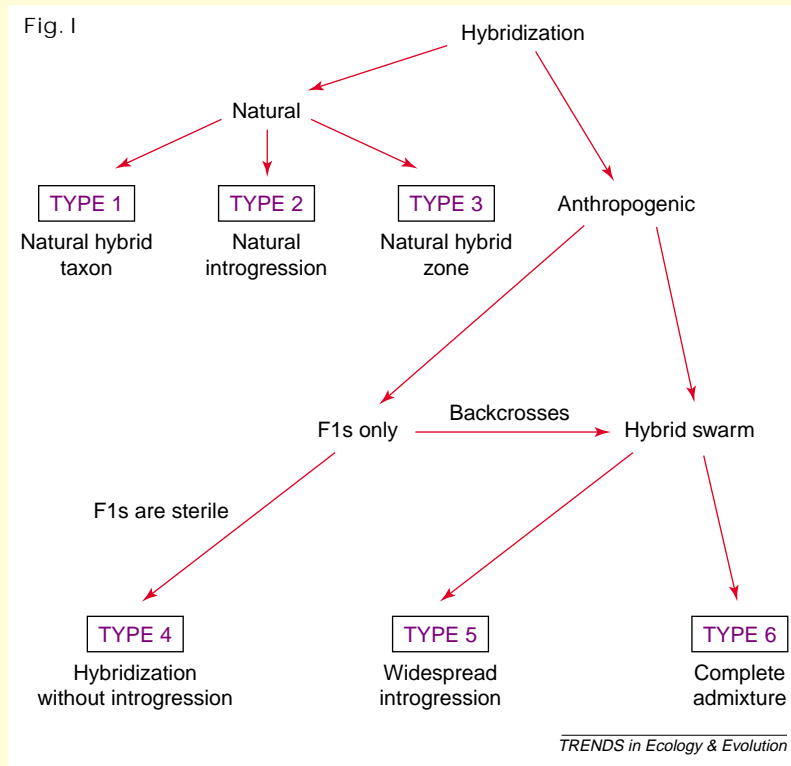 Fig. I
Hybridization
Natural
TYPE 1
TYPE 2
TYPE 3
Natural hybrid
taxon
Natural
introgression
Natural hybrid
zone
Anthropogenic
F1s only
Backcrosses
Hybrid swarm
F1s are sterile
TYPE 4
TYPE 5
TYPE 6
Hybridization
without introgression
Widespread
introgression
Complete
admixture
TRENDS in Ecology & Evolution